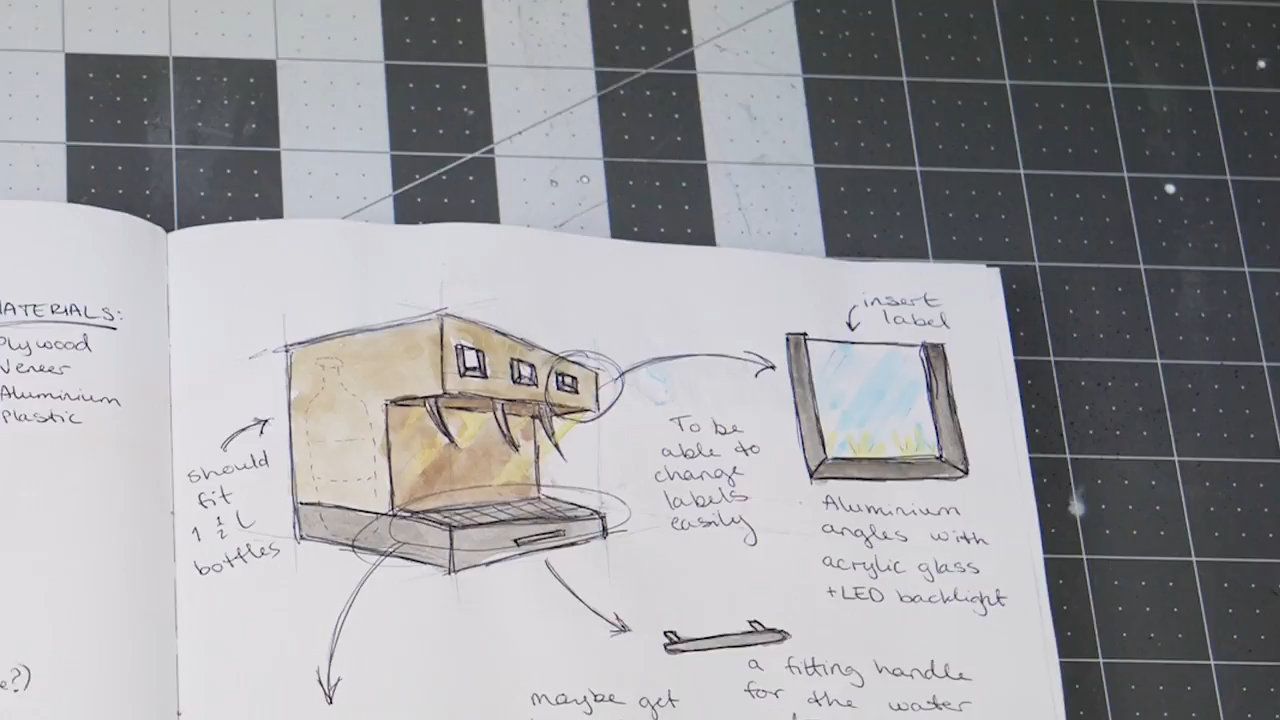 MATERIALS:
Plywood
Veneer
Aluminium
Plastic
e?)
should
fit
1 1/2 L
bottles
insert
label
To be
able to
change
labels
easily
Aluminium
angles with
acrylic glass
+LED backlight
a fitting handle
for the water
maybe get